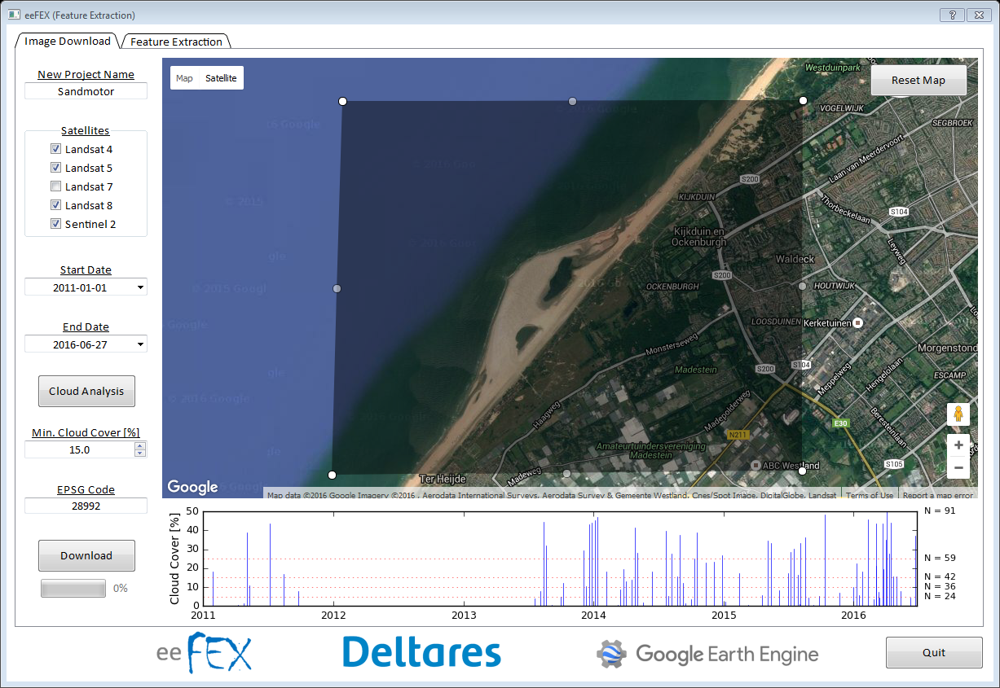 eeFEX (Feature Extraction)
Image Download
Feature Extraction
New Project Name
Sandmotor
Satellites
Landsat 4
Landsat 5
Landsat 7
Landsat 8
Sentinel 2
Start Date
2011-01-01
End Date
2016-06-27
Cloud Analysis
Min. Cloud Cover [%]
15.0
EPSG Code
28992
Download
0%
Map
Satellite
Reset Map
Westduinpark
VOGELWIJK
SEGBROEK
Laan van Meerdervoort
S200
KIJKDUIN
Thorbeckelaan
S104
Kijkduin en
Ockenburgh
Leyweg
Waldeck
S200
OCKENBURGH
HOUTWIJK
LOOSDUINEN
Kerketuinen
Monsterseweg
Morgenstond
Madestein
S200
S104
Meppelweg
Hengelolaan
ESCAMP
Haagweg
Madepolderweg
Beresteinlaan
E30
N211
Amateurtuindersvereniging
Madestein
ABC Westland
S105
Ter Heijde
Madeweg
Google
Map data ©2016 Google Imagery ©2016 , Aerodata International Surveys, Aerodata Survey & Gemeente Westland, Cnes/Spot Image, DigitalGlobe, Landsat
Terms of Use
Report a map error
Cloud Cover [%]
50
40
30
20
10
0
2011
2012
2013
2014
2015
2016
N = 91
N = 59
N = 42
N = 36
N = 24
ee FEX
Deltares
Google Earth Engine
Quit